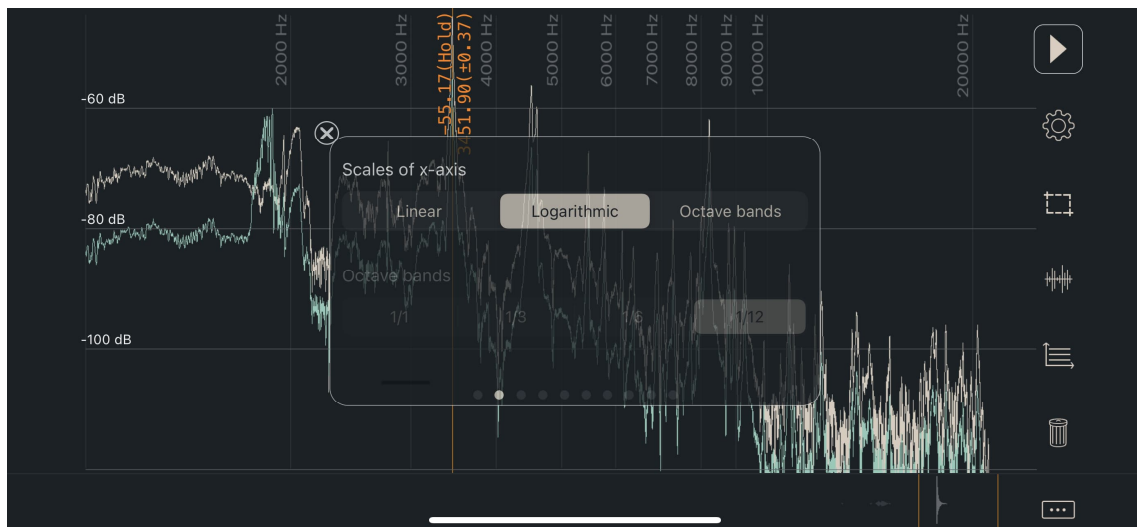 2000 Hz
3000 Hz
-55.17(Hold)
3451.90(±0.37)
4000 Hz
5000 Hz
6000 Hz
7000 Hz
8000 Hz
9000 Hz
10000 Hz
20000 Hz
-60 dB
Scales of x-axis
Linear
Logarithmic
Octave bands
-80 dB
Octave bands
1/1
1/3
1/6
1/12
-100 dB